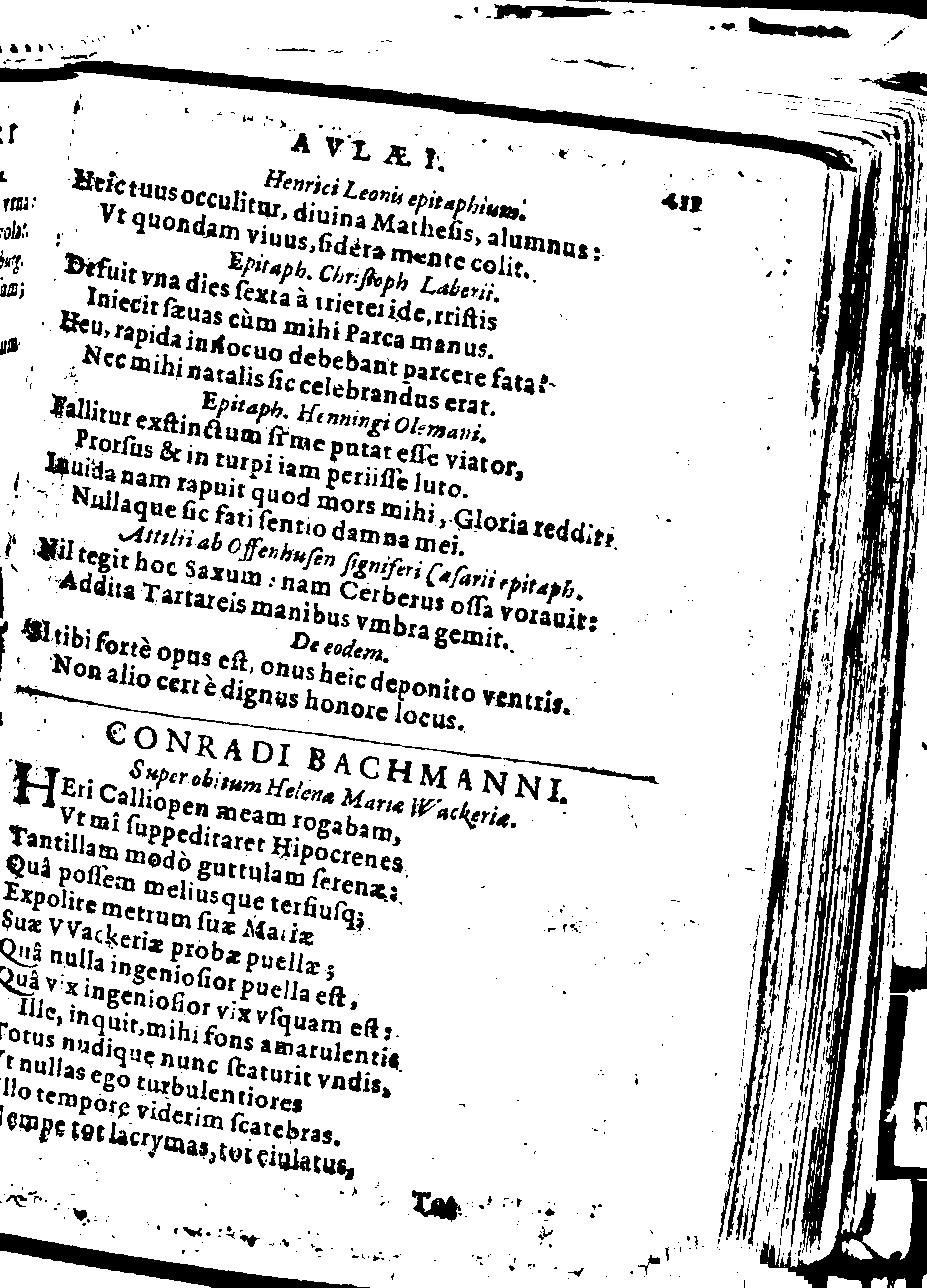 AVLÆI.
411
Henrici Leonis epitaphium.
Heic tuus occulitur, diuina Mathesis, alumnus:
Vt quondam viuus, sidera mente colit.
Epitaph. Christoph Laberii.
Defuit vna dies sexta à trieteride, tristis
Iniecit sæuas cùm mihi Parca manus.
Heu, rapida innocuo debebant parcere fata?
Nec mihi natalis sic celebrandus erat.
Epitaph. Henningi Olemani.
Fallitur exstinctum si me putat esse viator,
Prorsus & in turpi iam periisse luto.
Inuida nam rapuit quod mors mihi, Gloria reddit:
Nullaque sic fati sentio damna mei.
Attilii ab Offenhusen signiferi Cæsarii epitaph.
Nil tegit hoc Saxum: nam Cerberus ossa vorauit:
Addita Tartareis manibus vmbra gemit.
De eodem.
SI tibi fortè opus est, onus heic deponito ventris.
Non alio certè dignus honore locus.
CONRADI BACHMANNI.
Super obitum Helenæ Mariæ Wackeriæ.
HEri Calliopen meam rogabam,
Vt mî suppeditaret Hipocrenes
Tantillam modò guttulam serenæ;
Quâ possem meliusque tersiusq;
Expolire metrum suæ Mariæ
Suæ VVackeriæ probæ puellæ;
Quâ nulla ingeniosior puella est,
Quâ vix ingeniosior vix vsquam est;
Ille, inquit, mihi fons amarulentis
Totus nudique nunc scaturit vndis,
Vt nullas ego turbulentiores
Illo tempore viderim scatebras.
Nempe tot lacrymas, tot eiulatus,
Tot